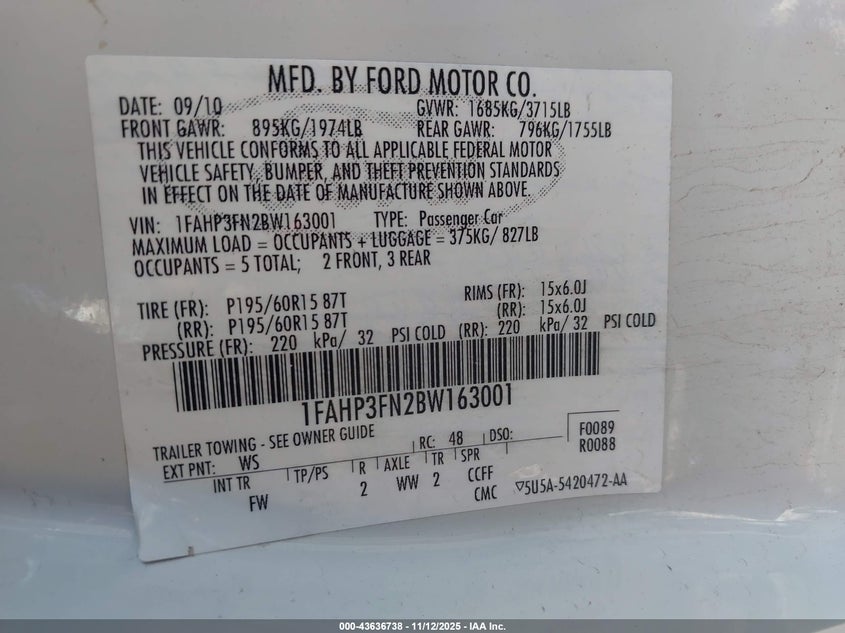 MFD. BY FORD MOTOR CO.
DATE: 09/10 GVWR: 1685KG/3715LB
FRONT GAWR: 895KG/1974LB REAR GAWR: 796KG/1755LB
THIS VEHICLE CONFORMS TO ALL APPLICABLE FEDERAL MOTOR
VEHICLE SAFETY, BUMPER, AND THEFT PREVENTION STANDARDS
IN EFFECT ON THE DATE OF MANUFACTURE SHOWN ABOVE.
VIN: 1FAHP3FN2BW163001 TYPE: Passenger Car
MAXIMUM LOAD = OCCUPANTS + LUGGAGE = 375KG/ 827LB
OCCUPANTS = 5 TOTAL; 2 FRONT, 3 REAR
TIRE (FR): P195/60R15 87T RIMS (FR): 15x6.0J
(RR): P195/60R15 87T (RR): 15x6.0J
PRESSURE (FR): 220 kPa/ 32 PSI COLD (RR): 220 kPa/ 32 PSI COLD
1FAHP3FN2BW163001
TRAILER TOWING - SEE OWNER GUIDE
EXT PNT: WS RC: 48 DSO: F0089
R0088
INT TR TP/PS R AXLE TR SPR
FW 2 WW 2 CCFF
CMC ▽5U5A-5420472-AA
000-43636738 - 11/12/2025 - IAA Inc.